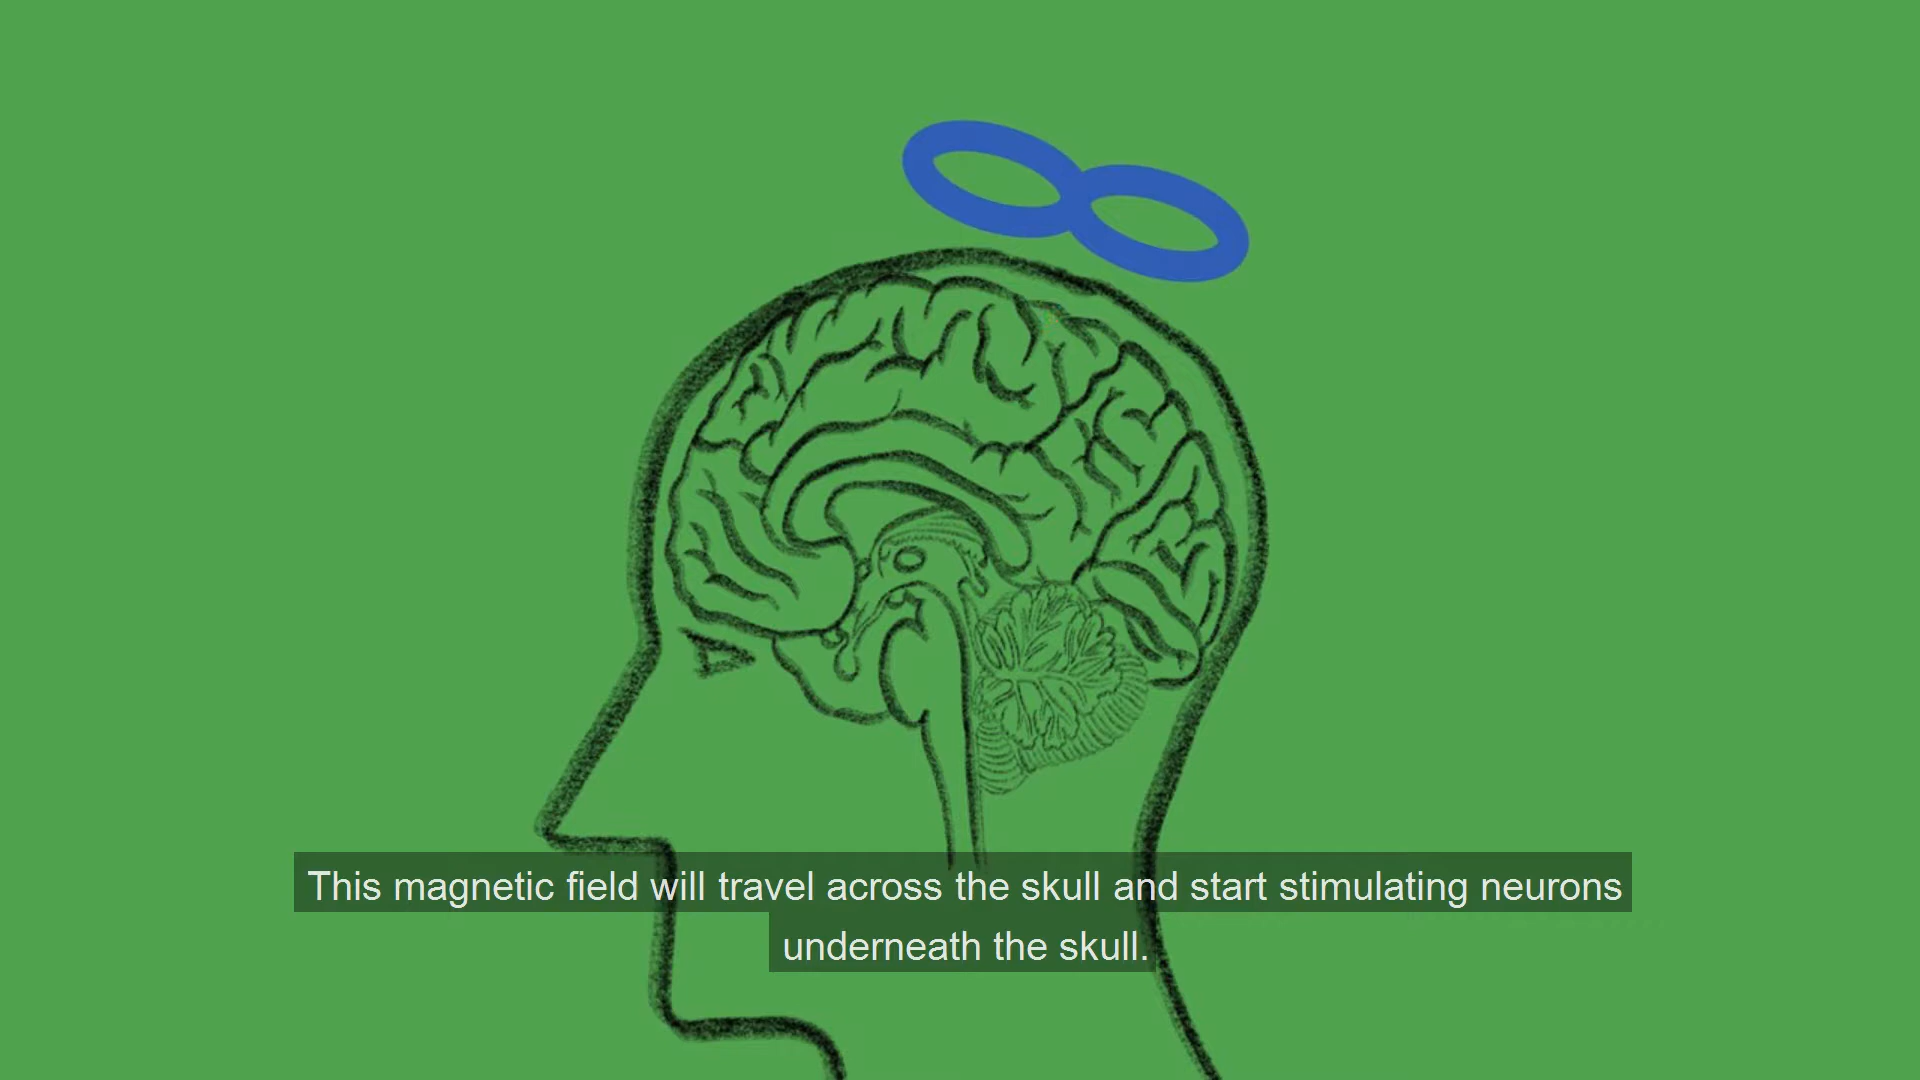 This magnetic field will travel across the skull and start stimulating neurons
underneath the skull.